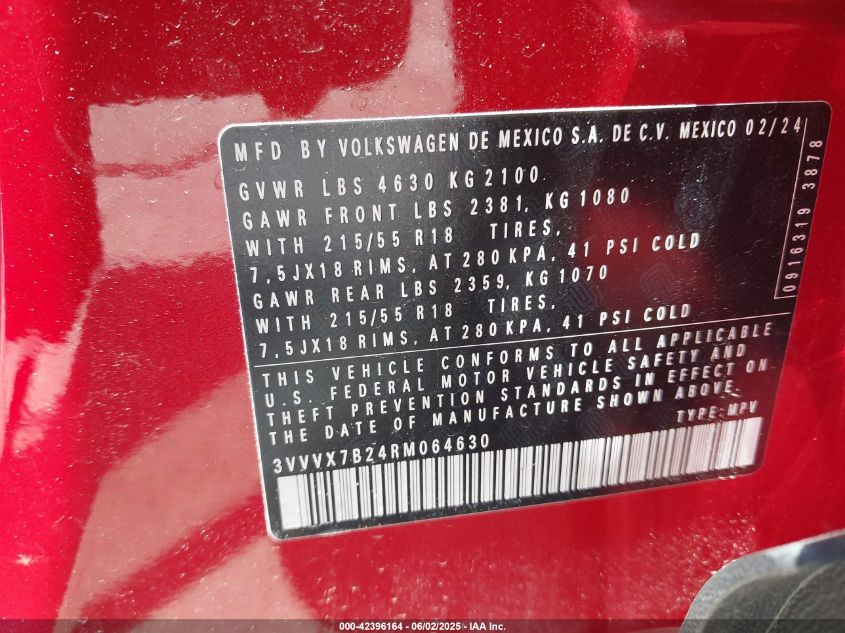 MFD BY VOLKSWAGEN DE MEXICO S.A. DE C.V. MEXICO 02/24
GVWR LBS 4630 KG2100
GAWR FRONT LBS 2381, KG 1080
WITH 215/55 R18 TIRES,
7,5JX18 RIMS, AT 280 KPA, 41 PSI COLD
GAWR REAR LBS 2359, KG 1070
WITH 215/55 R18 TIRES,
7,5JX18 RIMS, AT 280 KPA, 41 PSI COLD
0916319 3878
THIS VEHICLE CONFORMS TO ALL APPLICABLE
U.S. FEDERAL MOTOR VEHICLE SAFETY AND
THEFT PREVENTION STANDARDS IN EFFECT ON
THE DATE OF MANUFACTURE SHOWN ABOVE.
TYPE: MPV
3VVVX7B24RM064630
000-42396164 - 06/02/2025 - IAA Inc.